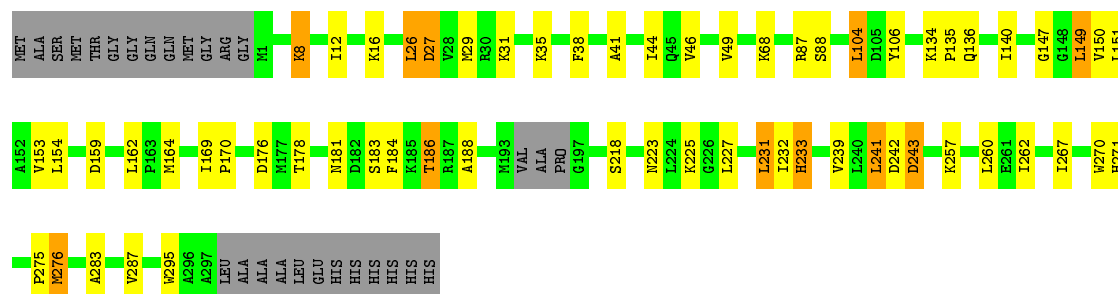 MET ALA SER MET THR GLY GLY GLN GLN MET GLY ARG GLY M1 K8 I12 K16 L26 D27 V28 M29 R30 K31 K35 F38 A41 I44 Q45 V46 V49 K68 R87 S88 L104 D105 Y106 K134 P135 Q136 I140 G147 G148 L149 V150 L151
A152 V153 L154 D159 L162 P163 M164 I169 P170 D176 M177 T178 N181 D182 S183 F184 K185 T186 R187 A188 M193 VAL ALA PRO G197 S218 N223 L224 K225 G226 L227 L231 I232 H233 V239 L240 L241 D242 D243 K257 L260 E261 I262 I267 W270 H271
P275 M276 A283 V287 W295 A296 A297 LEU ALA ALA ALA LEU GLU HIS HIS HIS HIS HIS HIS